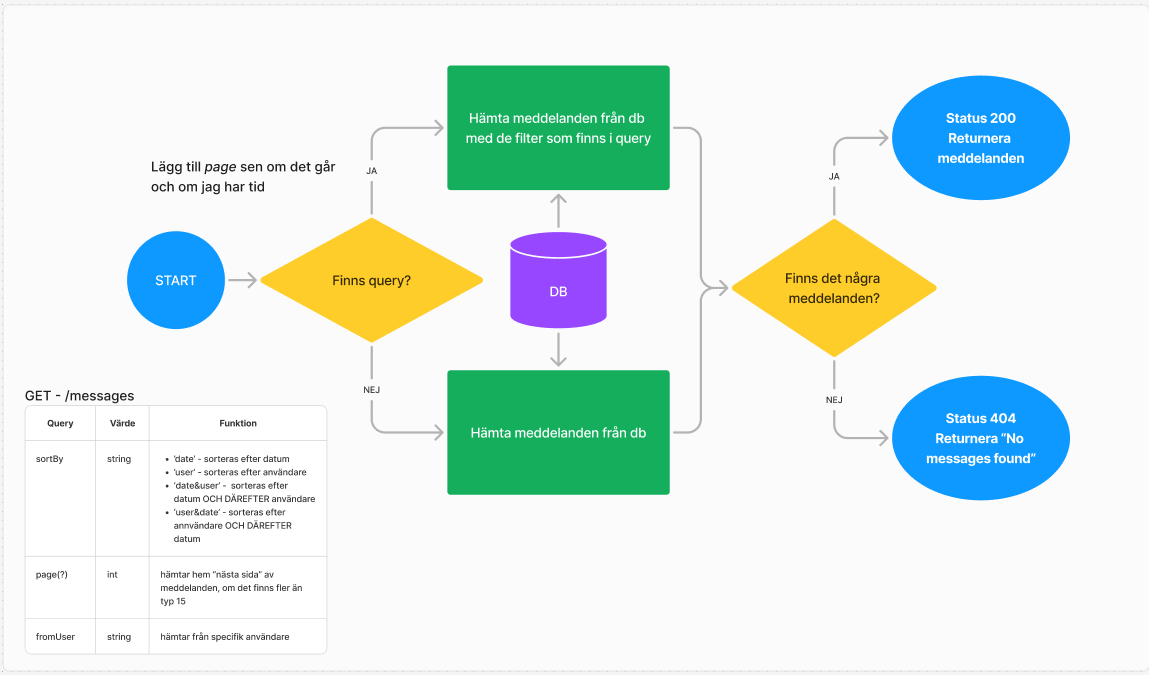 Hämta meddelanden från db
med de filter som finns i query
Status 200
Returnera
meddelanden
Lägg till page sen om det går
och om jag har tid
JA
JA
START
Finns query?
DB
Finns det några
meddelanden?
NEJ
NEJ
Hämta meddelanden från db
Status 404
Returnera ”No
messages found”
GET - /messages
Query
Värde
Funktion
sortBy
string
• ’date’ - sorteras efter datum
• ’user’ - sorteras efter användare
• ’date&user’ - sorteras efter
datum OCH DÄREFTER användare
• ’user&date’ - sorteras efter
annvändare OCH DÄREFTER
datum
page(?)
int
hämtar hem ”nästa sida” av
meddelanden, om det finns fler än
typ 15
fromUser
string
hämtar från specifik användare